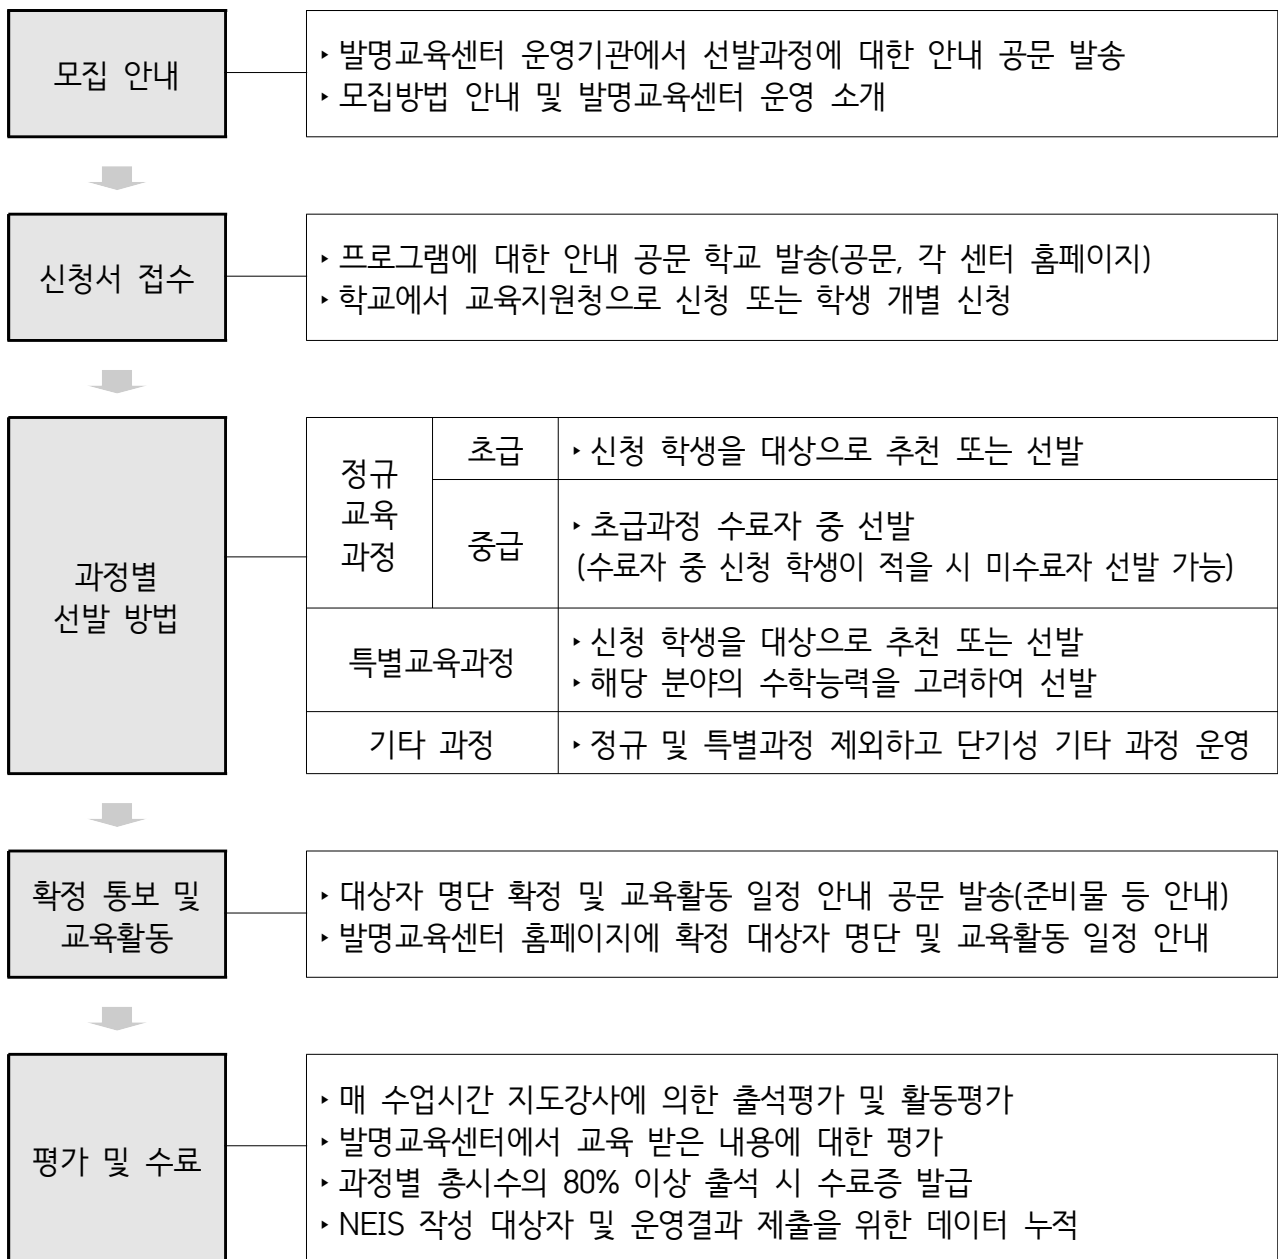 모집 안내
‣ 발명교육센터 운영기관에서 선발과정에 대한 안내 공문 발송
‣ 모집방법 안내 및 발명교육센터 운영 소개
신청서 접수
‣ 프로그램에 대한 안내 공문 학교 발송(공문, 각 센터 홈페이지)
‣ 학교에서 교육지원청으로 신청 또는 학생 개별 신청
과정별
선발 방법
정규
교육
과정
초급
‣ 신청 학생을 대상으로 추천 또는 선발
중급
‣ 초급과정 수료자 중 선발
(수료자 중 신청 학생이 적을 시 미수료자 선발 가능)
특별교육과정
‣ 신청 학생을 대상으로 추천 또는 선발
‣ 해당 분야의 수학능력을 고려하여 선발
기타 과정
‣ 정규 및 특별과정 제외하고 단기성 기타 과정 운영
확정 통보 및
교육활동
‣ 대상자 명단 확정 및 교육활동 일정 안내 공문 발송(준비물 등 안내)
‣ 발명교육센터 홈페이지에 확정 대상자 명단 및 교육활동 일정 안내
평가 및 수료
‣ 매 수업시간 지도강사에 의한 출석평가 및 활동평가
‣ 발명교육센터에서 교육 받은 내용에 대한 평가
‣ 과정별 총시수의 80% 이상 출석 시 수료증 발급
‣ NEIS 작성 대상자 및 운영결과 제출을 위한 데이터 누적